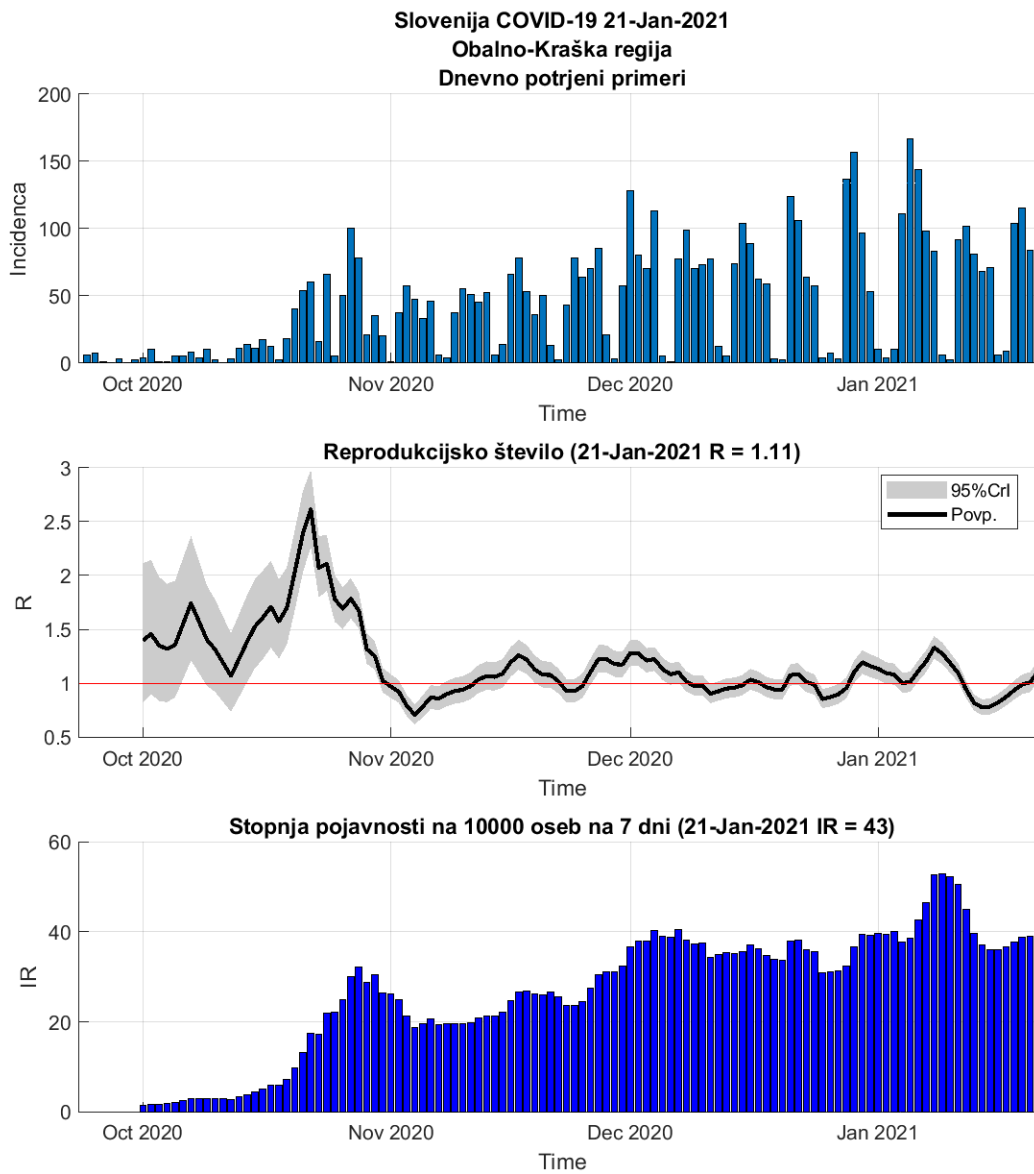 Slovenija COVID-19 21-Jan-2021
Obalno-Kraška regija
Dnevno potrjeni primeri
200
150
100
50
0
Incidenca
Oct 2020 Nov 2020 Dec 2020 Jan 2021
Time
Reprodukcijsko število (21-Jan-2021 R = 1.11)
3
2.5
2
1.5
1
0.5
R
95%CrI
Povp.
Oct 2020 Nov 2020 Dec 2020 Jan 2021
Time
Stopnja pojavnosti na 10000 oseb na 7 dni (21-Jan-2021 IR = 43)
60
40
20
0
IR
Oct 2020 Nov 2020 Dec 2020 Jan 2021
Time